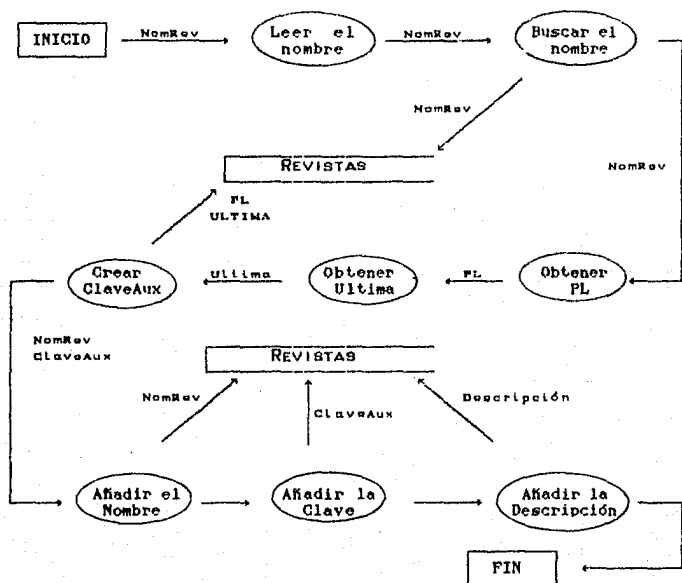 INICIO
NomRev
Leer el
nombre
NomRev
Buscar el
nombre
NomRev
NomRev
REVISTAS
PL
ULTIMA
Crear
ClaveAux
Ultima
Obtener
Ultima
PL
Obtener
PL
NomRev
ClaveAux
REVISTAS
NomRev
ClaveAux
Descripción
Añadir el
Nombre
Añadir la
Clave
Añadir la
Descripción
FIN